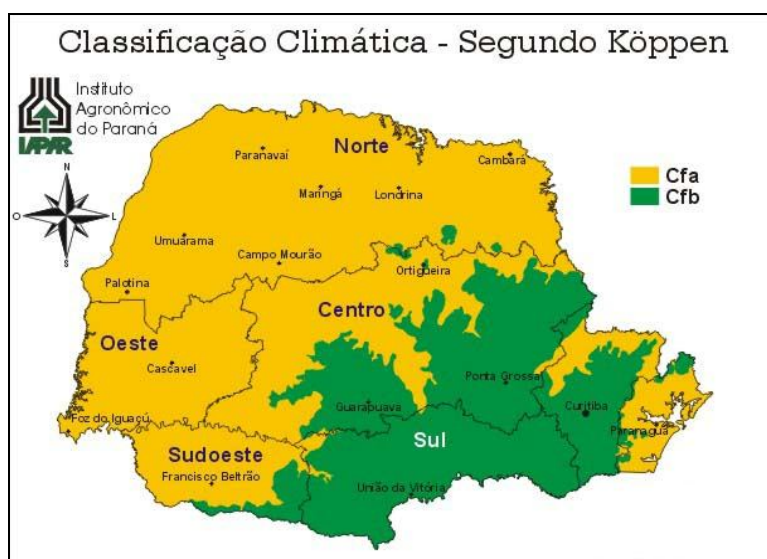 Classificação Climática - Segundo Köppen
Instituto
Agronômico
do Paraná
IAPAR
N
O
L
S
Cfa
Cfb
Norte
Paranavaí
Cambará
Maringá
Londrina
Umuarama
Campo Mourão
Ortigueira
Palotina
Centro
Oeste
Cascavel
Ponta Grossa
Guarapuava
Curitiba
Foz do Iguaçú
Paranaguá
Sul
Sudoeste
Francisco Beltrão
União da Vitória